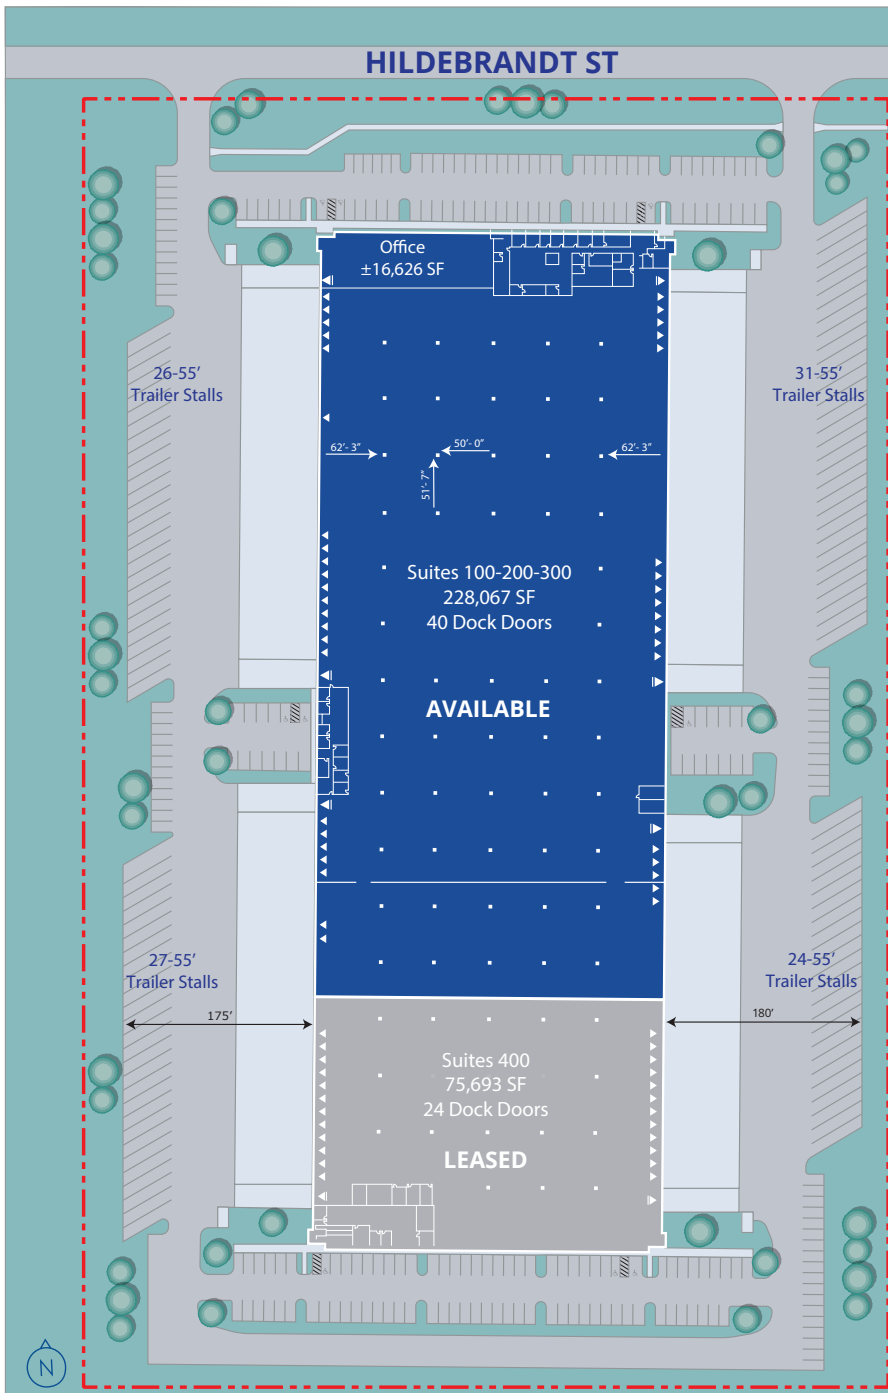 HILDEBRANDT ST
Office
±16,626 SF
26-55’
Trailer Stalls
31-55’
Trailer Stalls
62’- 3”
50’- 0”
62’- 3”
51’- 7”
Suites 100-200-300
228,067 SF
40 Dock Doors
AVAILABLE
27-55’
Trailer Stalls
24-55’
Trailer Stalls
175’
180’
Suites 400
75,693 SF
24 Dock Doors
LEASED
N